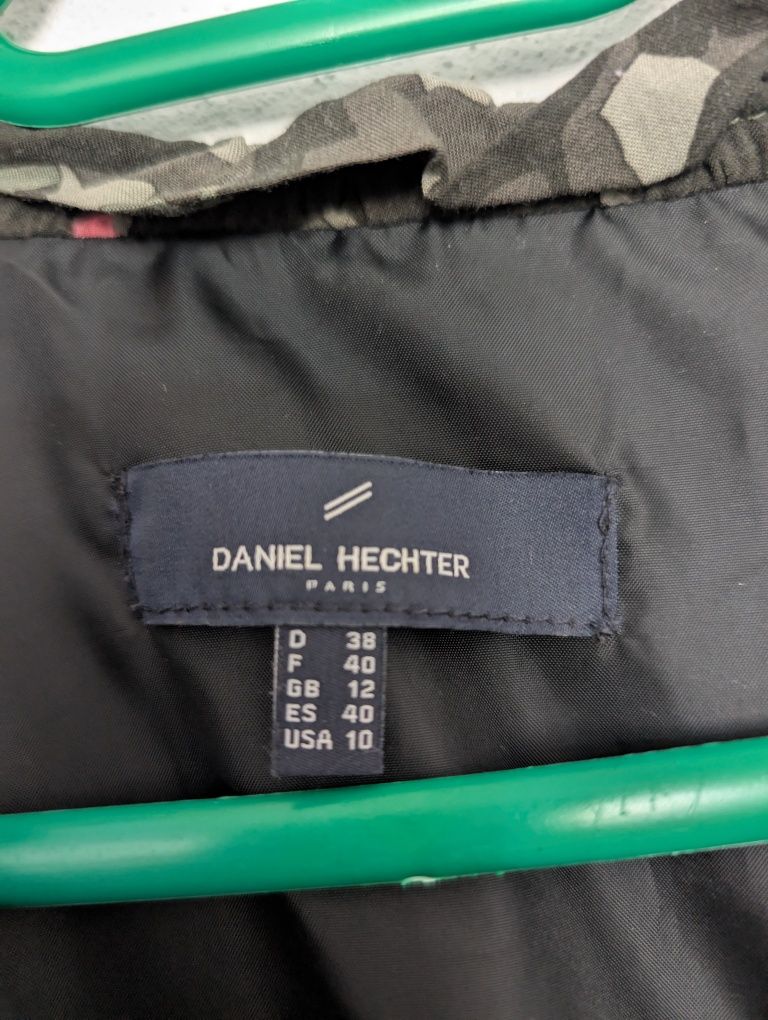 DANIEL HECHTER
PARIS
D 38
F 40
GB 12
ES 40
USA 10